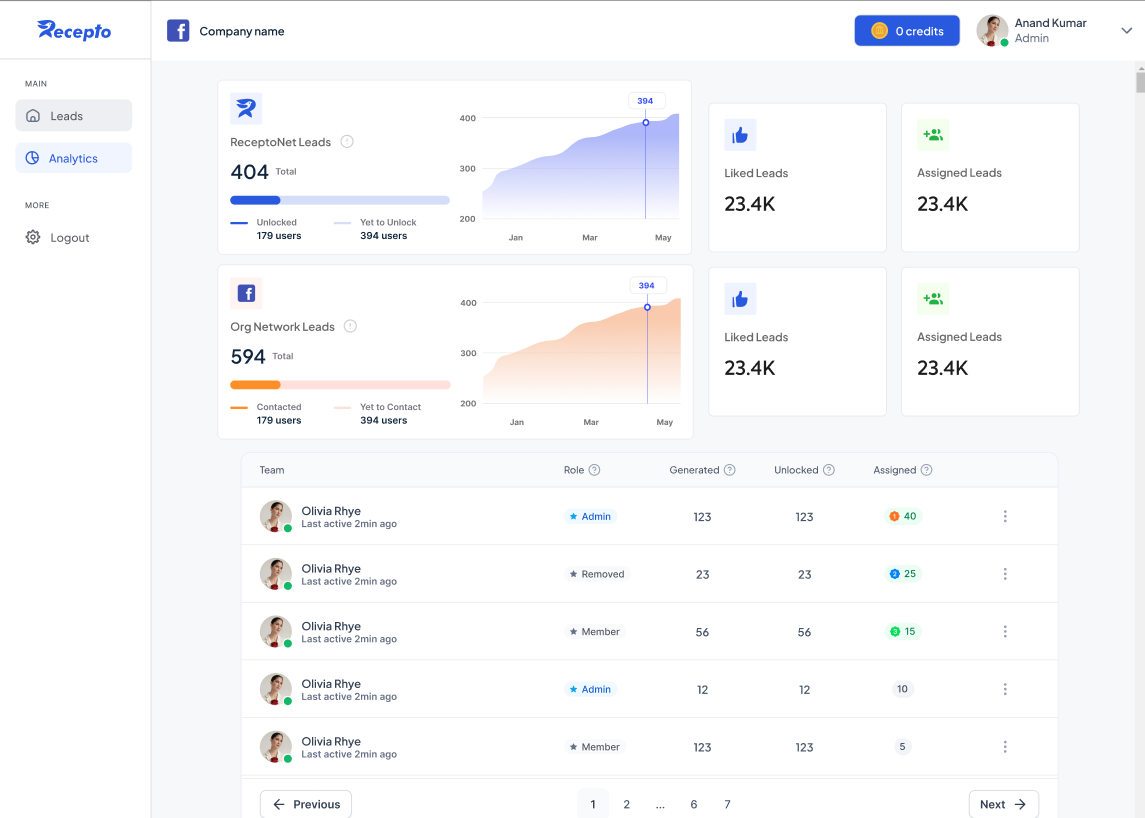 Recepto
Company name
0 credits
Anand Kumar
Admin
MAIN
Leads
Analytics
MORE
Logout
ReceptoNet Leads
404 Total
Unlocked
179 users
Yet to Unlock
394 users
394
400
300
200
Jan Mar May
Liked Leads
23.4K
Assigned Leads
23.4K
Org Network Leads
594 Total
Contacted
179 users
Yet to Contact
394 users
394
400
300
200
Jan Mar May
Liked Leads
23.4K
Assigned Leads
23.4K
Team Role Generated Unlocked Assigned
Olivia Rhye
Last active 2min ago
Admin 123 123 1 40
Olivia Rhye
Last active 2min ago
Removed 23 23 2 25
Olivia Rhye
Last active 2min ago
Member 56 56 3 15
Olivia Rhye
Last active 2min ago
Admin 12 12 10
Olivia Rhye
Last active 2min ago
Member 123 123 5
Previous 1 2 ... 6 7 Next